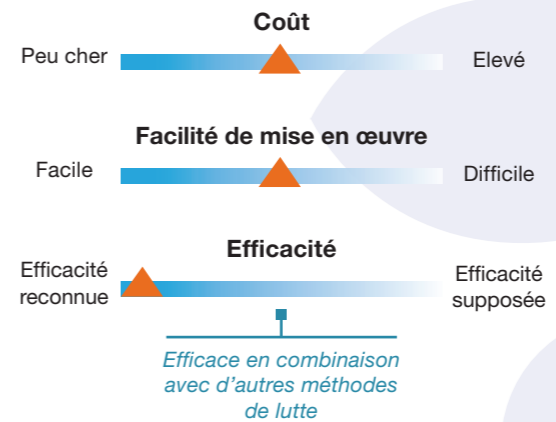 Coût
Peu cher
Elevé
Facilité de mise en œuvre
Facile
Difficile
Efficacité
Efficacité
reconnue
Efficacité
supposée
Efficace en combinaison
avec d'autres méthodes
de lutte